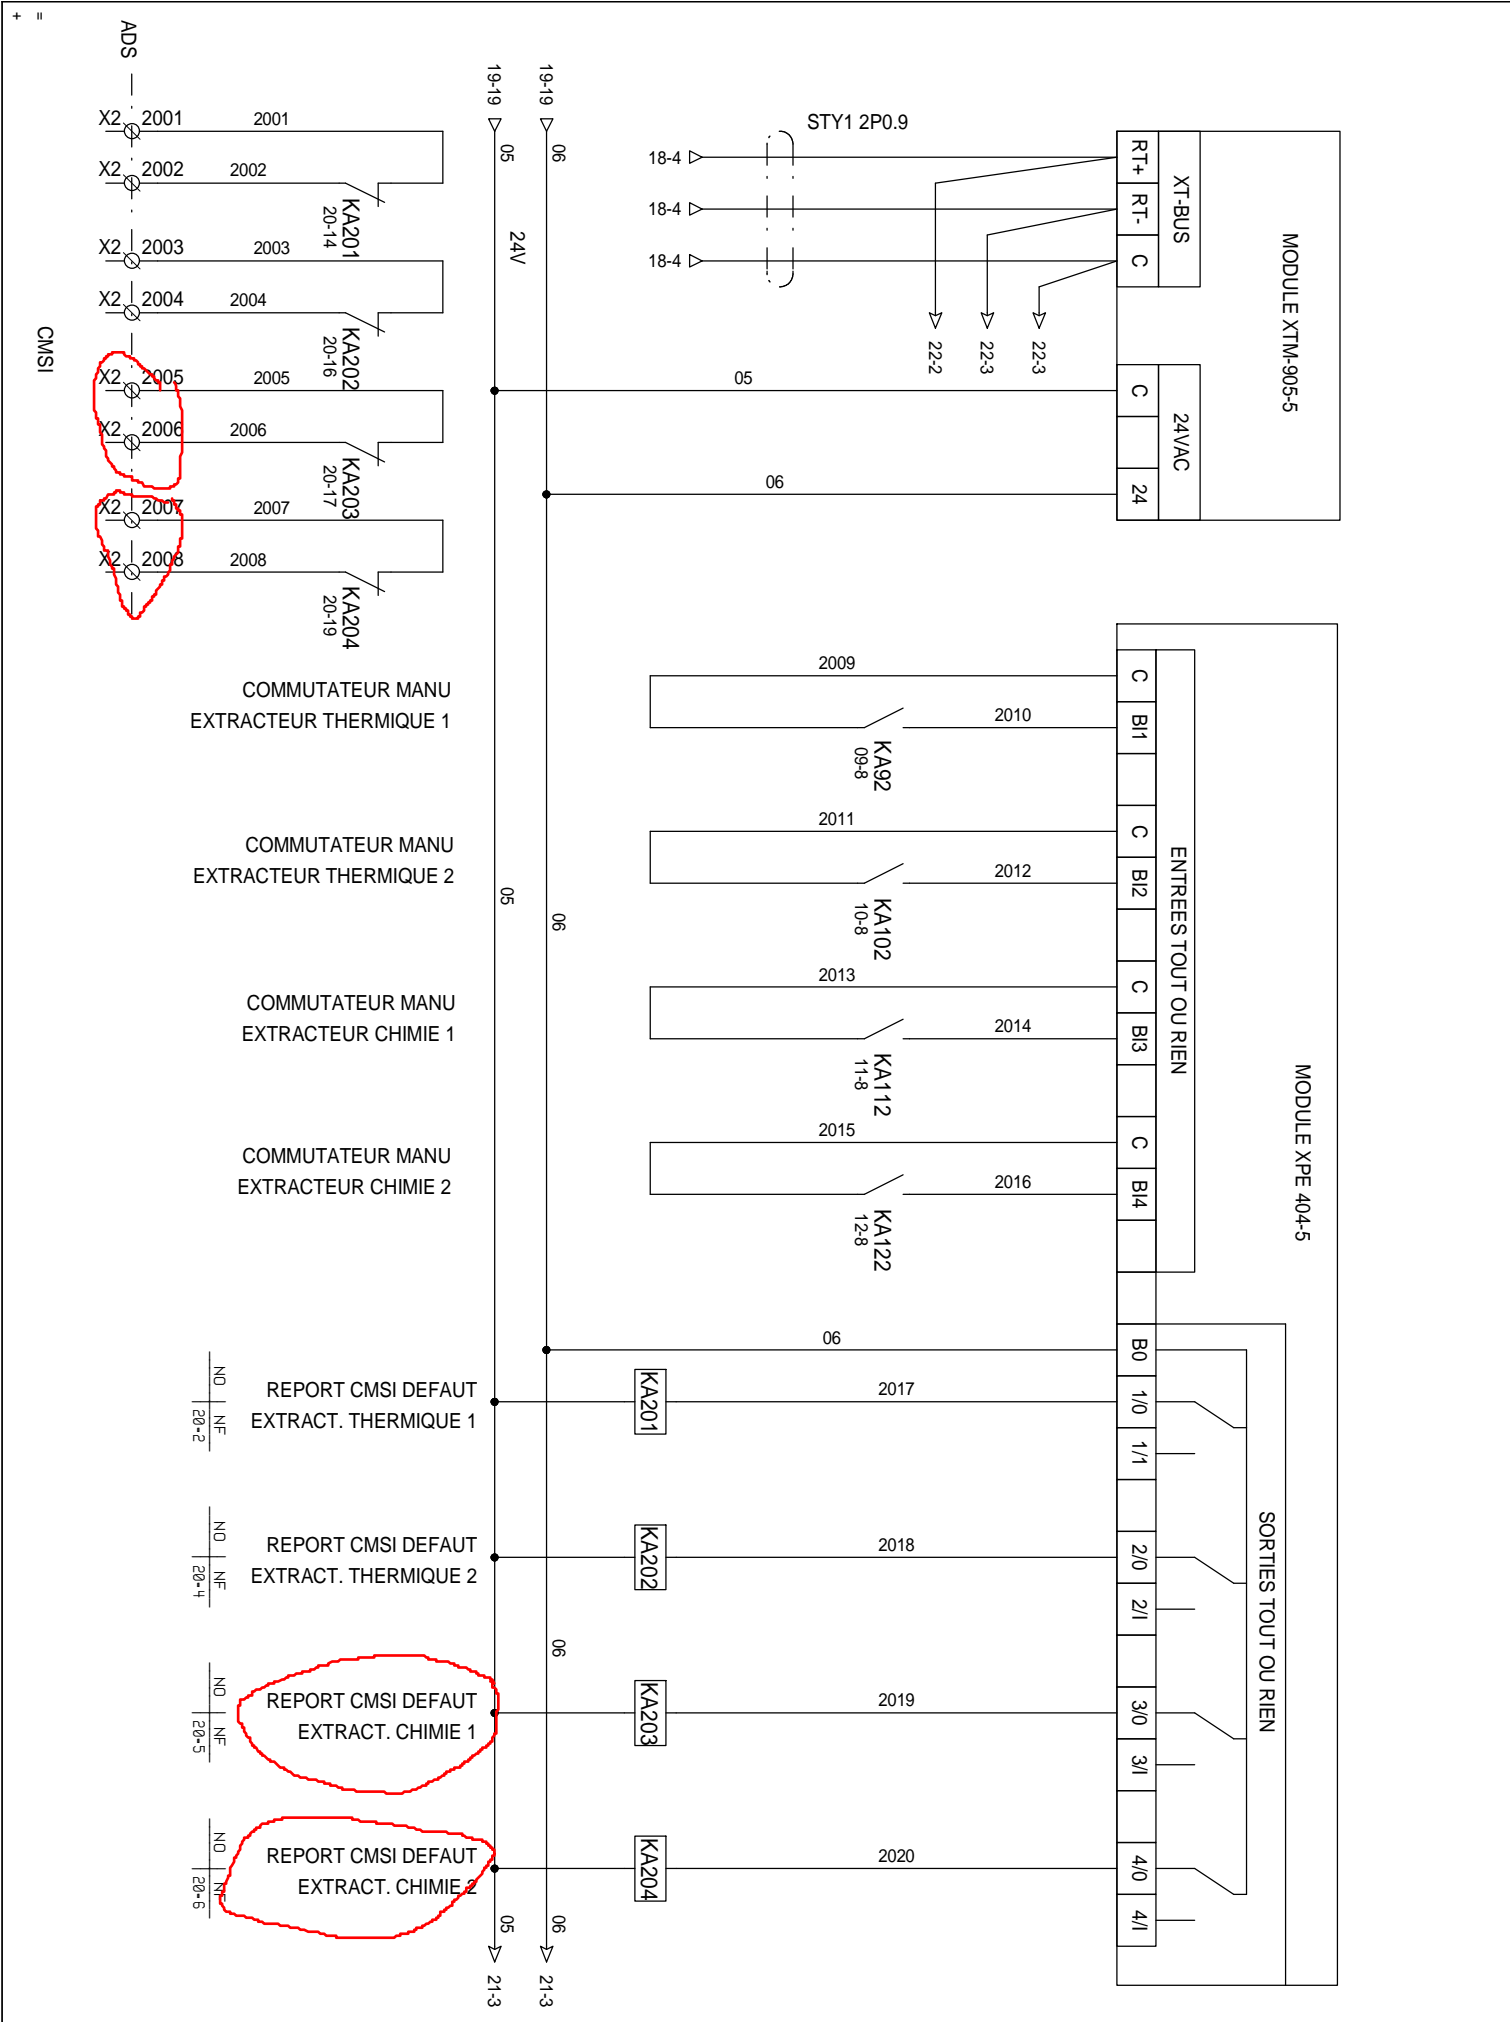 + =
ADS
X2 2001 2001
X2 2002 2002
KA201
20-14
X2 2003 2003
X2 2004 2004
KA202
20-16
X2 2005 2005
X2 2006 2006
KA203
20-17
X2 2007 2007
X2 2008 2008
KA204
20-19
CMSI
19-19
19-19
05
06
24V
STY1 2P0.9
18-4
18-4
18-4
22-2
22-3
22-3
RT+
RT-
C
XT-BUS
MODULE XTM-905-5
05
06
C
24
24VAC
COMMUTATEUR MANU
EXTRACTEUR THERMIQUE 1
2009
2010
KA92
09-8
C
BI1
COMMUTATEUR MANU
EXTRACTEUR THERMIQUE 2
05
06
2011
2012
KA102
10-8
C
BI2
COMMUTATEUR MANU
EXTRACTEUR CHIMIE 1
2013
2014
KA112
11-8
C
BI3
COMMUTATEUR MANU
EXTRACTEUR CHIMIE 2
2015
2016
KA122
12-8
C
BI4
ENTREES TOUT OU RIEN
MODULE XPE 404-5
06
B0
NO NF
20-2
REPORT CMSI DEFAUT
EXTRACT. THERMIQUE 1
KA201
2017
1/0
1/1
NO NF
20-4
REPORT CMSI DEFAUT
EXTRACT. THERMIQUE 2
KA202
2018
2/0
2/I
06
NO NF
20-5
REPORT CMSI DEFAUT
EXTRACT. CHIMIE 1
KA203
2019
3/0
3/I
NO NF
20-6
REPORT CMSI DEFAUT
EXTRACT. CHIMIE 2
KA204
2020
4/0
4/I
SORTIES TOUT OU RIEN
05
06
21-3
21-3